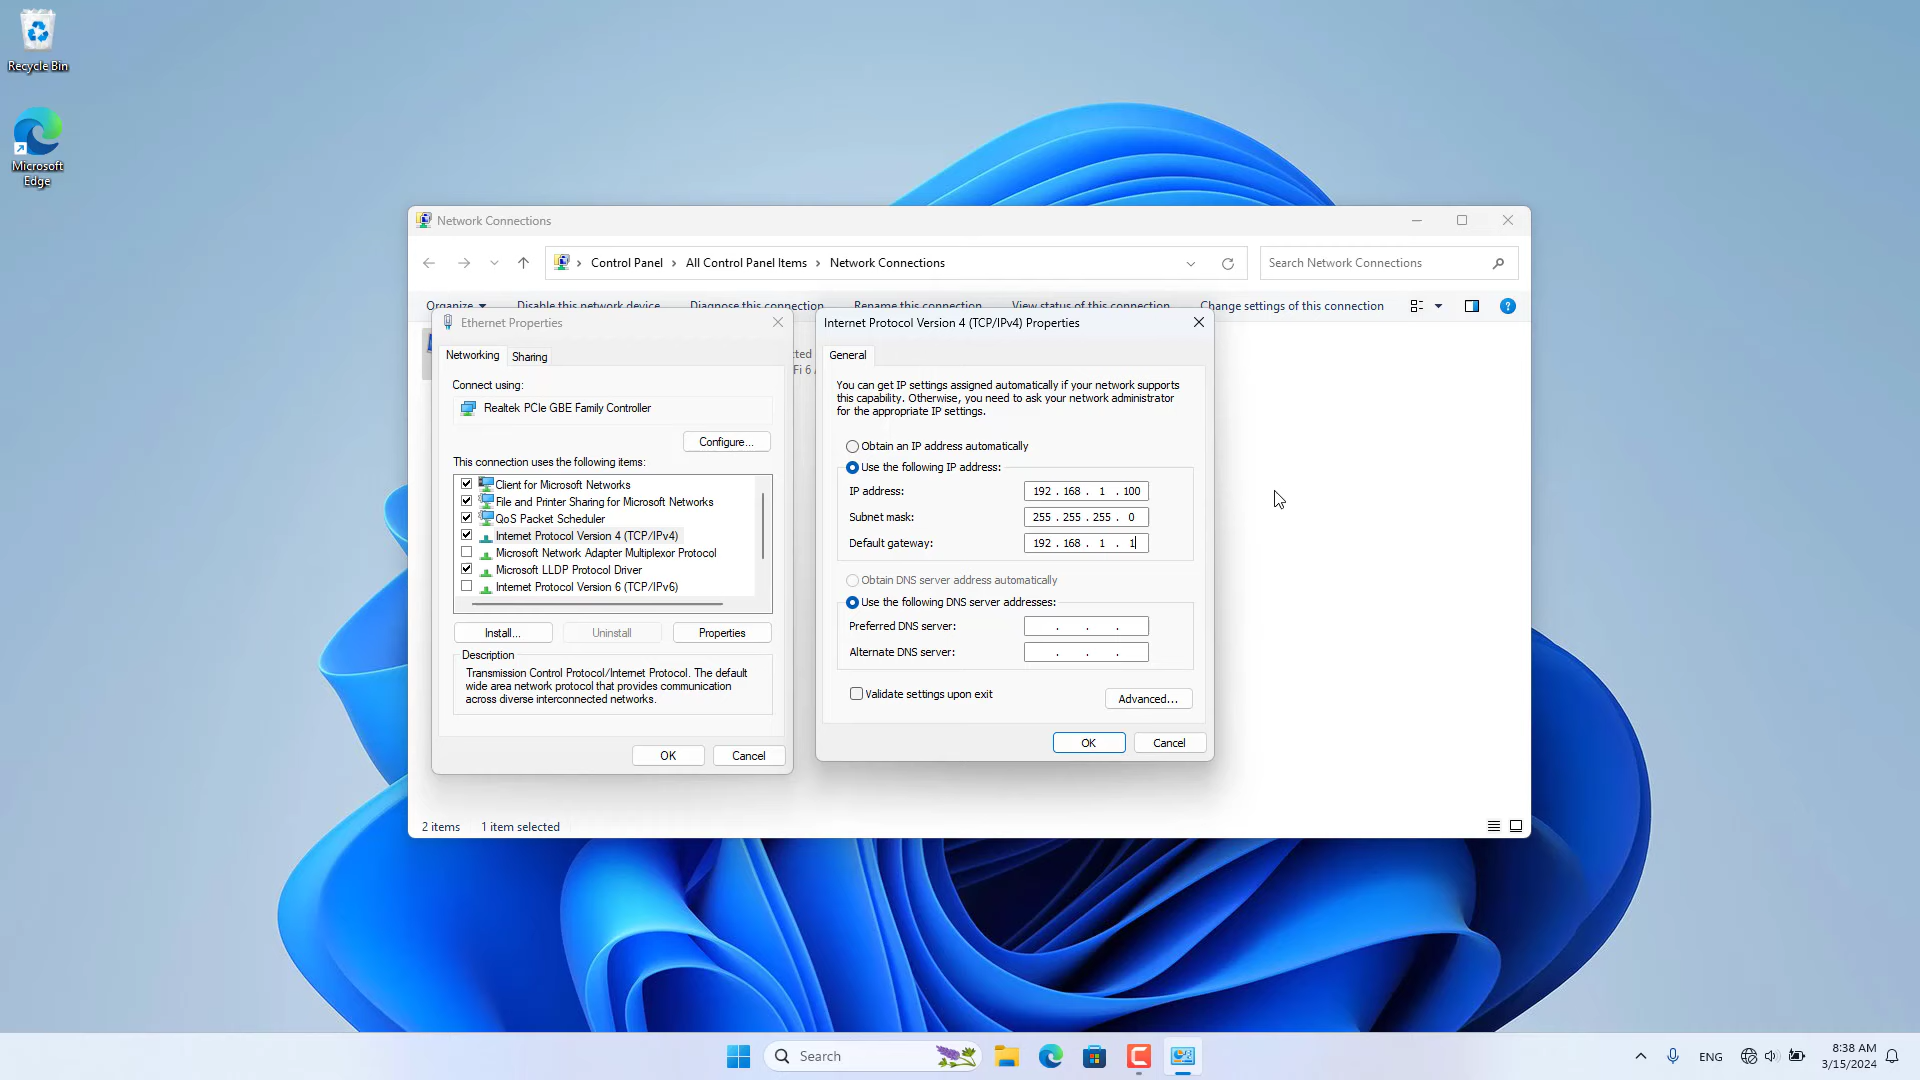 Recycle Bin
Microsoft
Edge
Network Connections
Control Panel
All Control Panel Items
Network Connections
Search Network Connections
Organize
Disable this network device
Diagnose this connection
Rename this connection
View status of this connection
Change settings of this connection
Ethernet Properties
Networking
Sharing
Connect using:
Realtek PCIe GBE Family Controller
Configure...
This connection uses the following items:
Client for Microsoft Networks
File and Printer Sharing for Microsoft Networks
QoS Packet Scheduler
Internet Protocol Version 4 (TCP/IPv4)
Microsoft Network Adapter Multiplexor Protocol
Microsoft LLDP Protocol Driver
Internet Protocol Version 6 (TCP/IPv6)
Install...
Uninstall
Properties
Description
Transmission Control Protocol/Internet Protocol. The default
wide area network protocol that provides communication
across diverse interconnected networks.
OK
Cancel
cted
Fi 6
Internet Protocol Version 4 (TCP/IPv4) Properties
General
You can get IP settings assigned automatically if your network supports
this capability. Otherwise, you need to ask your network administrator
for the appropriate IP settings.
Obtain an IP address automatically
Use the following IP address:
IP address: 192 . 168 . 1 . 100
Subnet mask: 255 . 255 . 255 . 0
Default gateway: 192 . 168 . 1 . 1
Obtain DNS server address automatically
Use the following DNS server addresses:
Preferred DNS server: . . .
Alternate DNS server: . . .
Validate settings upon exit
Advanced...
OK
Cancel
2 items
1 item selected
Search
ENG
8:38 AM
3/15/2024